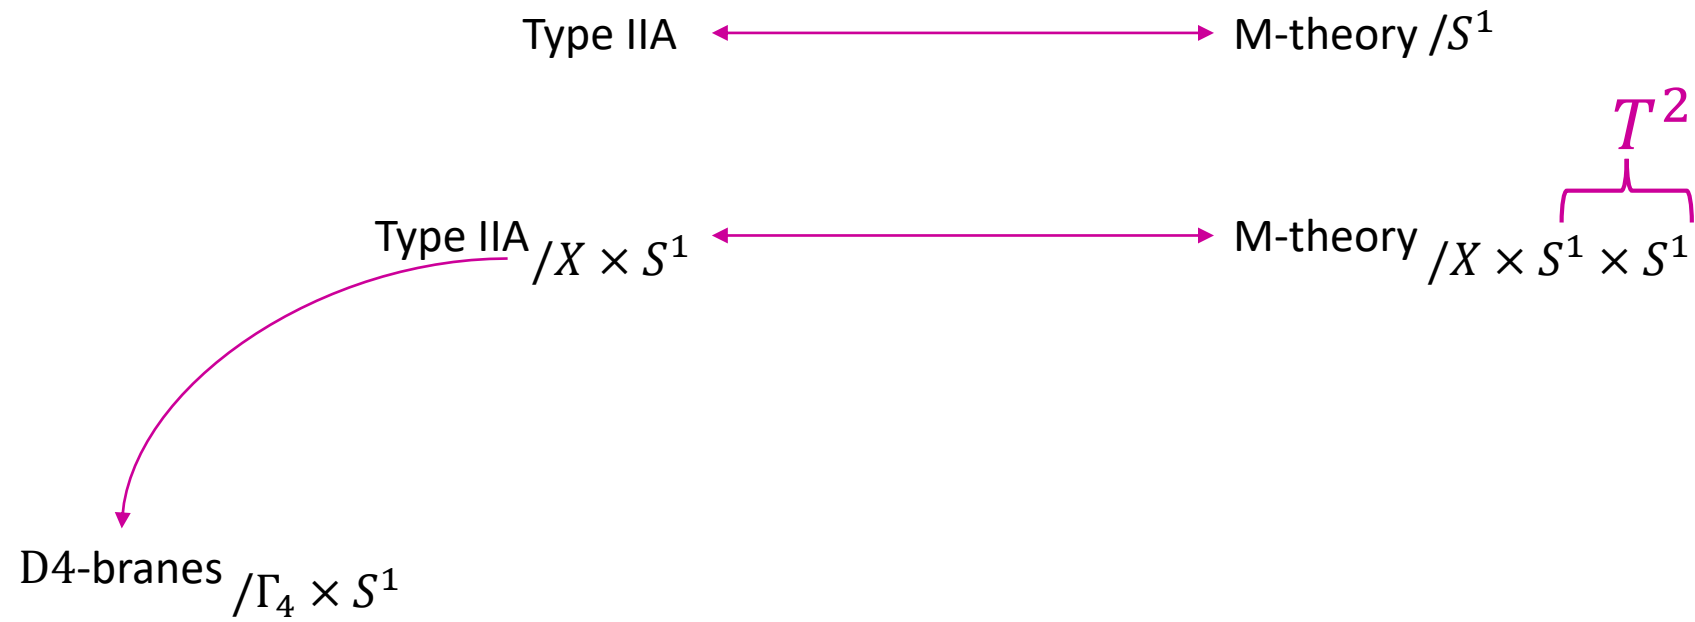 Type IIA M-theory /S¹
T²
Type IIA /X × S¹ M-theory /X × S¹ × S¹
D4-branes /Γ₄ × S¹